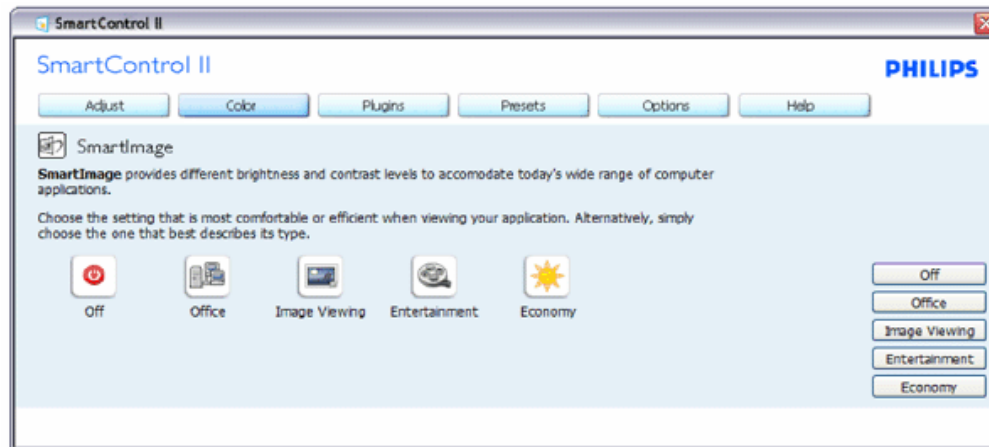 SmartControl II
SmartControl II
PHILIPS
Adjust Color Plugins Presets Options Help
SmartImage
SmartImage provides different brightness and contrast levels to accomodate today's wide range of computer
applications.
Choose the setting that is most comfortable or efficient when viewing your application. Alternatively, simply
choose the one that best describes its type.
Off Office Image Viewing Entertainment Economy
Off
Office
Image Viewing
Entertainment
Economy